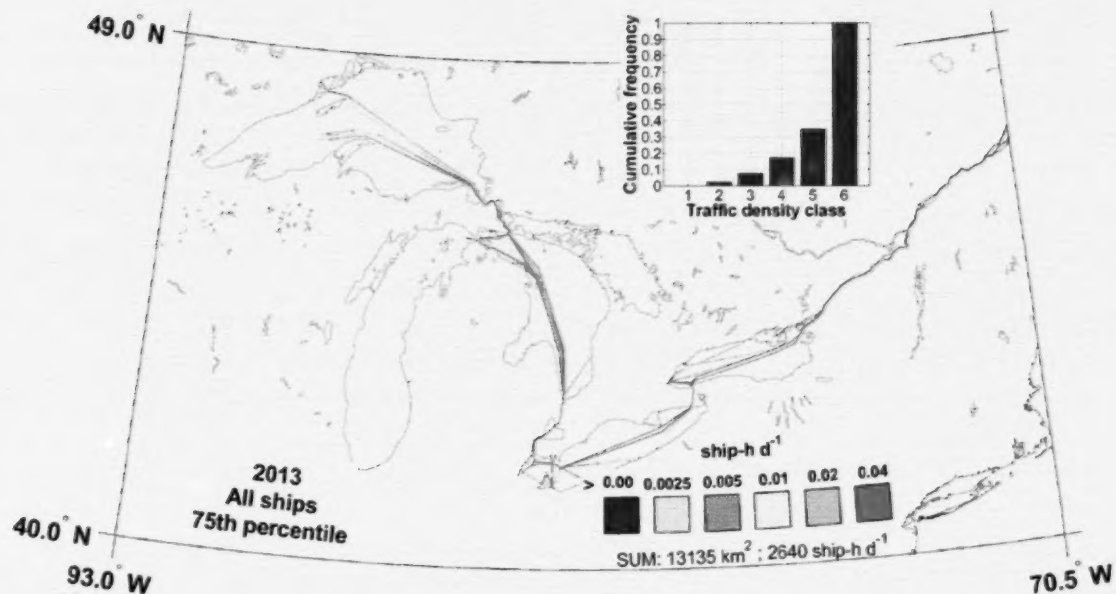 49.0° N
Cumulative frequency
1
0.9
0.8
0.7
0.6
0.5
0.4
0.3
0.2
0.1
0
1 2 3 4 5 6
Traffic density class
ship-h d⁻¹
> 0.00 0.0025 0.005 0.01 0.02 0.04
SUM: 13135 km² ; 2640 ship-h d⁻¹
2013
All ships
75th percentile
40.0° N
93.0° W
70.5° W